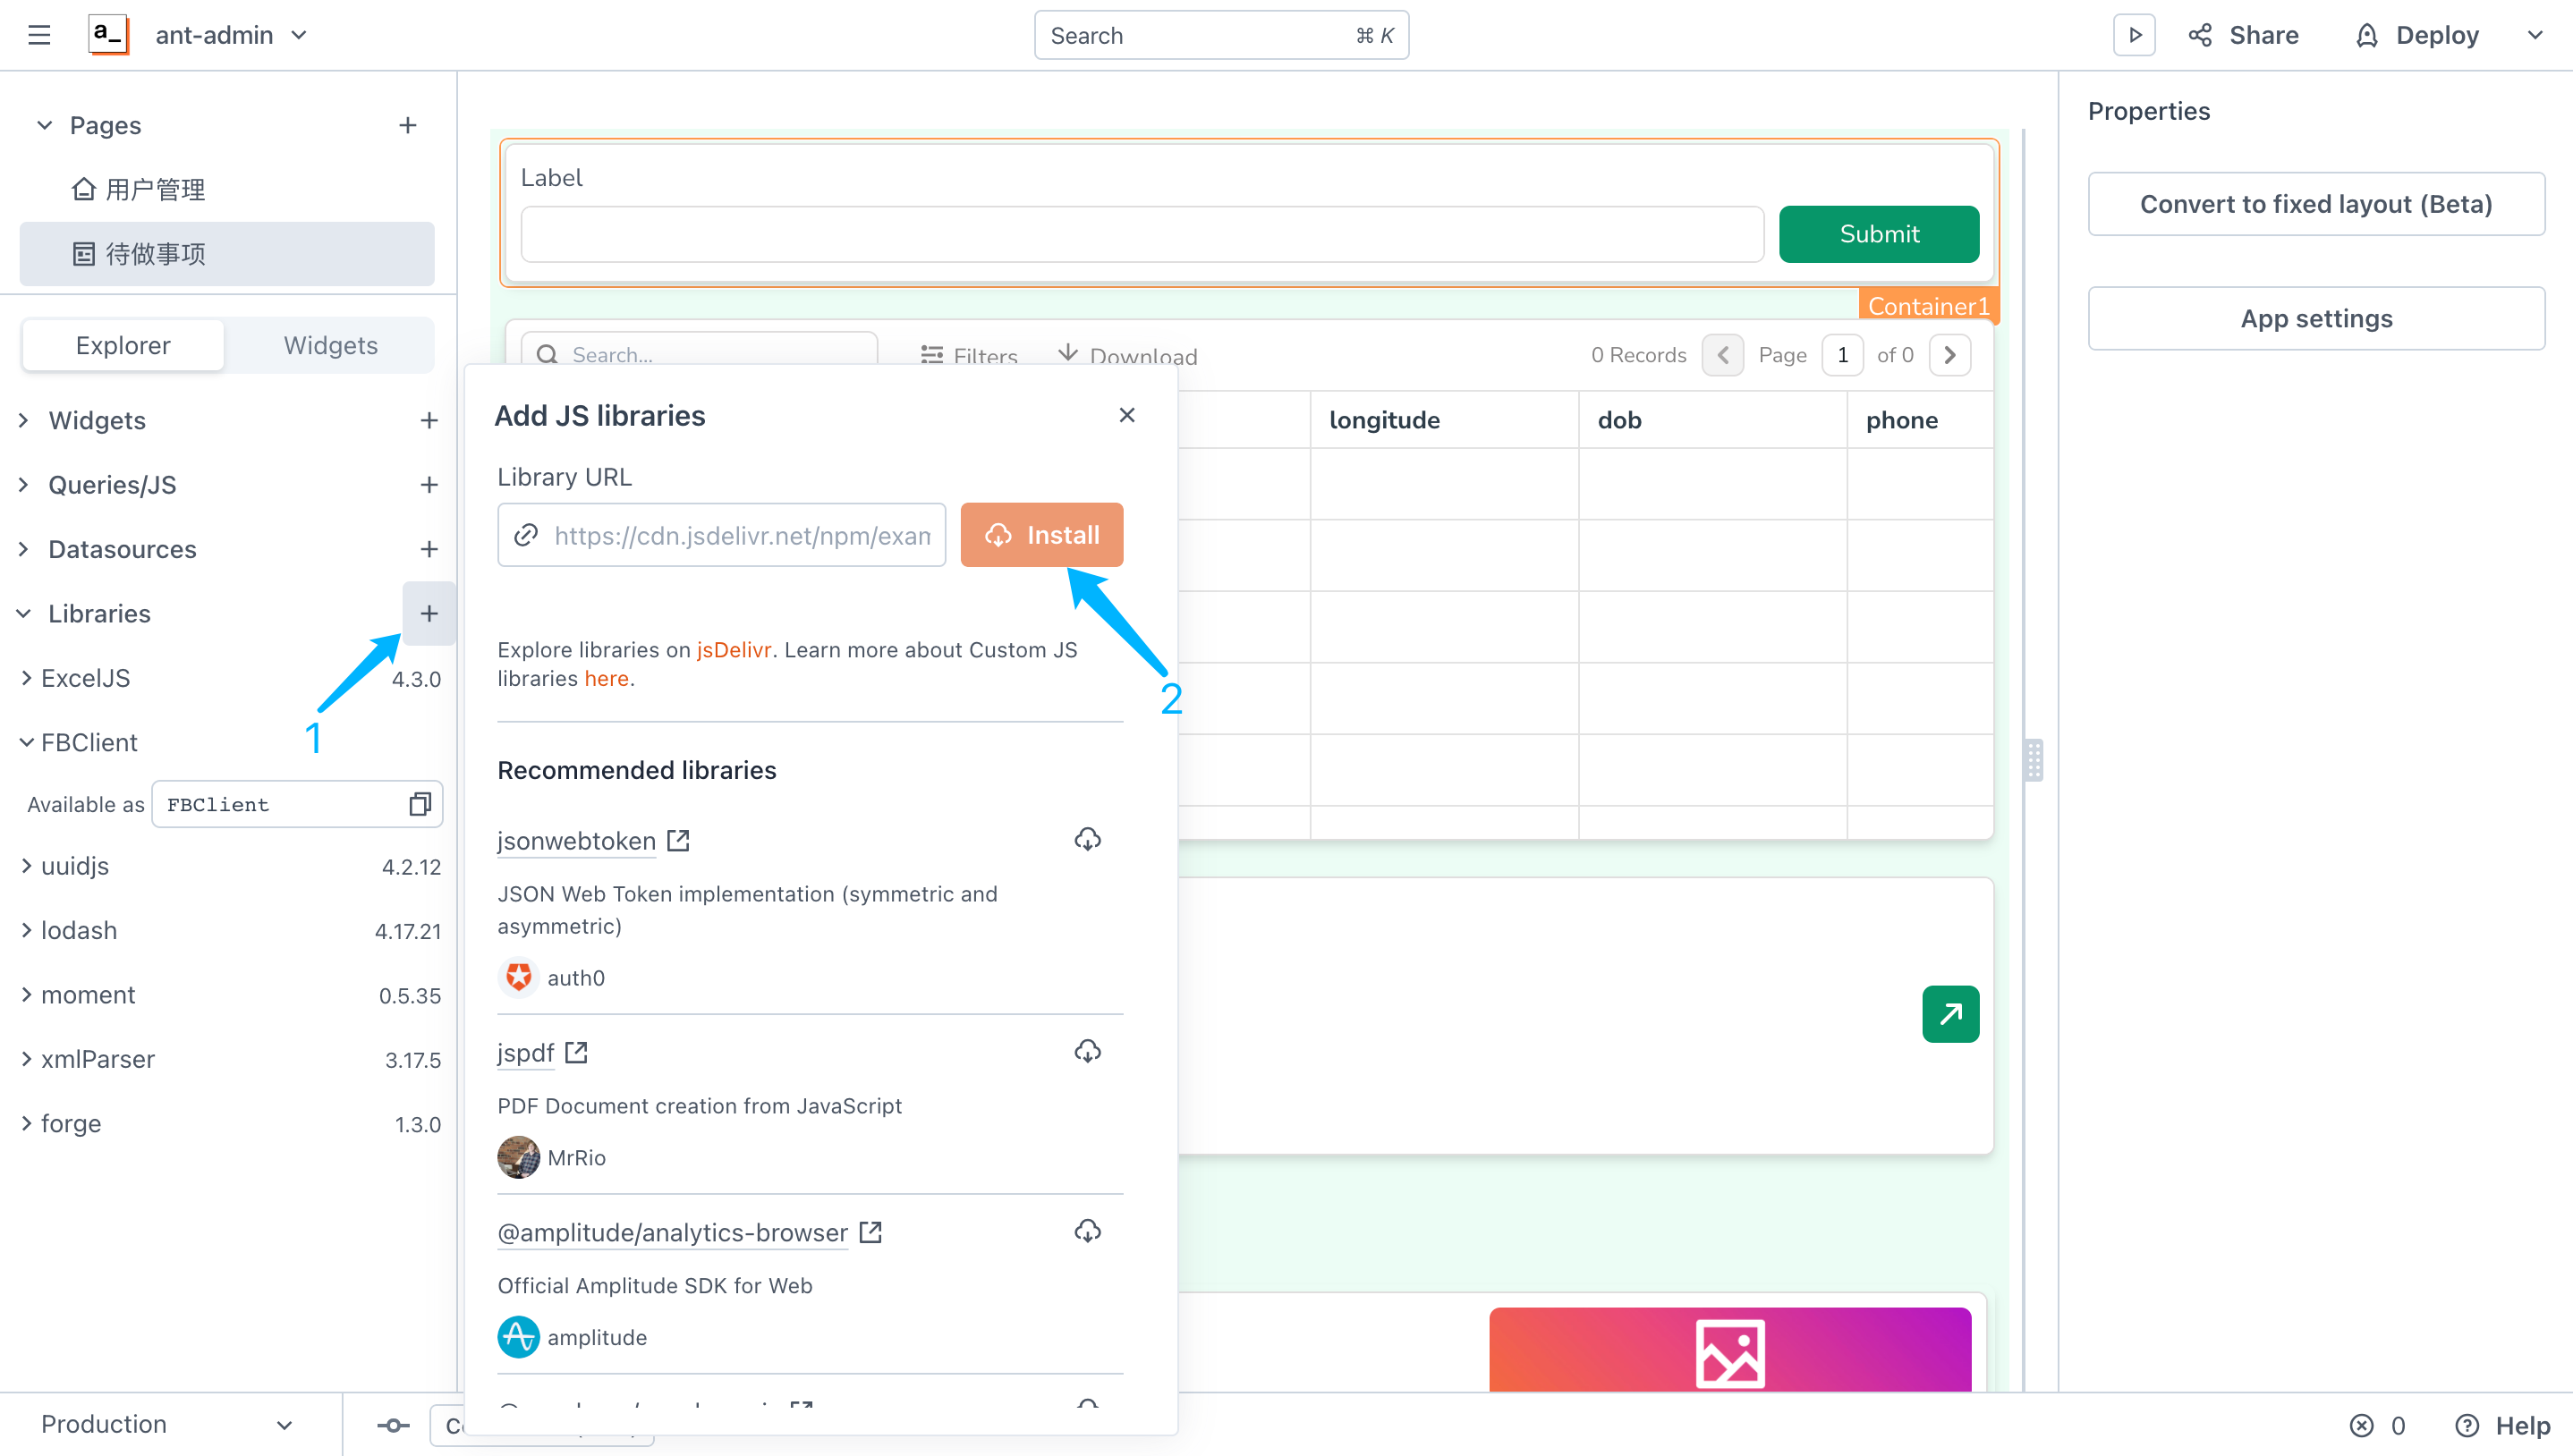 a_
ant-admin
Search
⌘ K
Share
Deploy
Pages
用户管理
待做事项
Explorer
Widgets
Widgets
Queries/JS
Datasources
Libraries
ExcelJS
4.3.0
1
FBClient
Available as
FBClient
uuidjs
4.2.12
lodash
4.17.21
moment
0.5.35
xmlParser
3.17.5
forge
1.3.0
Label
Submit
Container1
Search...
Filters
Download
0 Records
Page
1
of 0
longitude
dob
phone
Add JS libraries
Library URL
https://cdn.jsdelivr.net/npm/exam
Install
2
Explore libraries on jsDelivr. Learn more about Custom JS
libraries here.
Recommended libraries
jsonwebtoken
JSON Web Token implementation (symmetric and
asymmetric)
auth0
jspdf
PDF Document creation from JavaScript
MrRio
@amplitude/analytics-browser
Official Amplitude SDK for Web
amplitude
Properties
Convert to fixed layout (Beta)
App settings
Production
0
Help